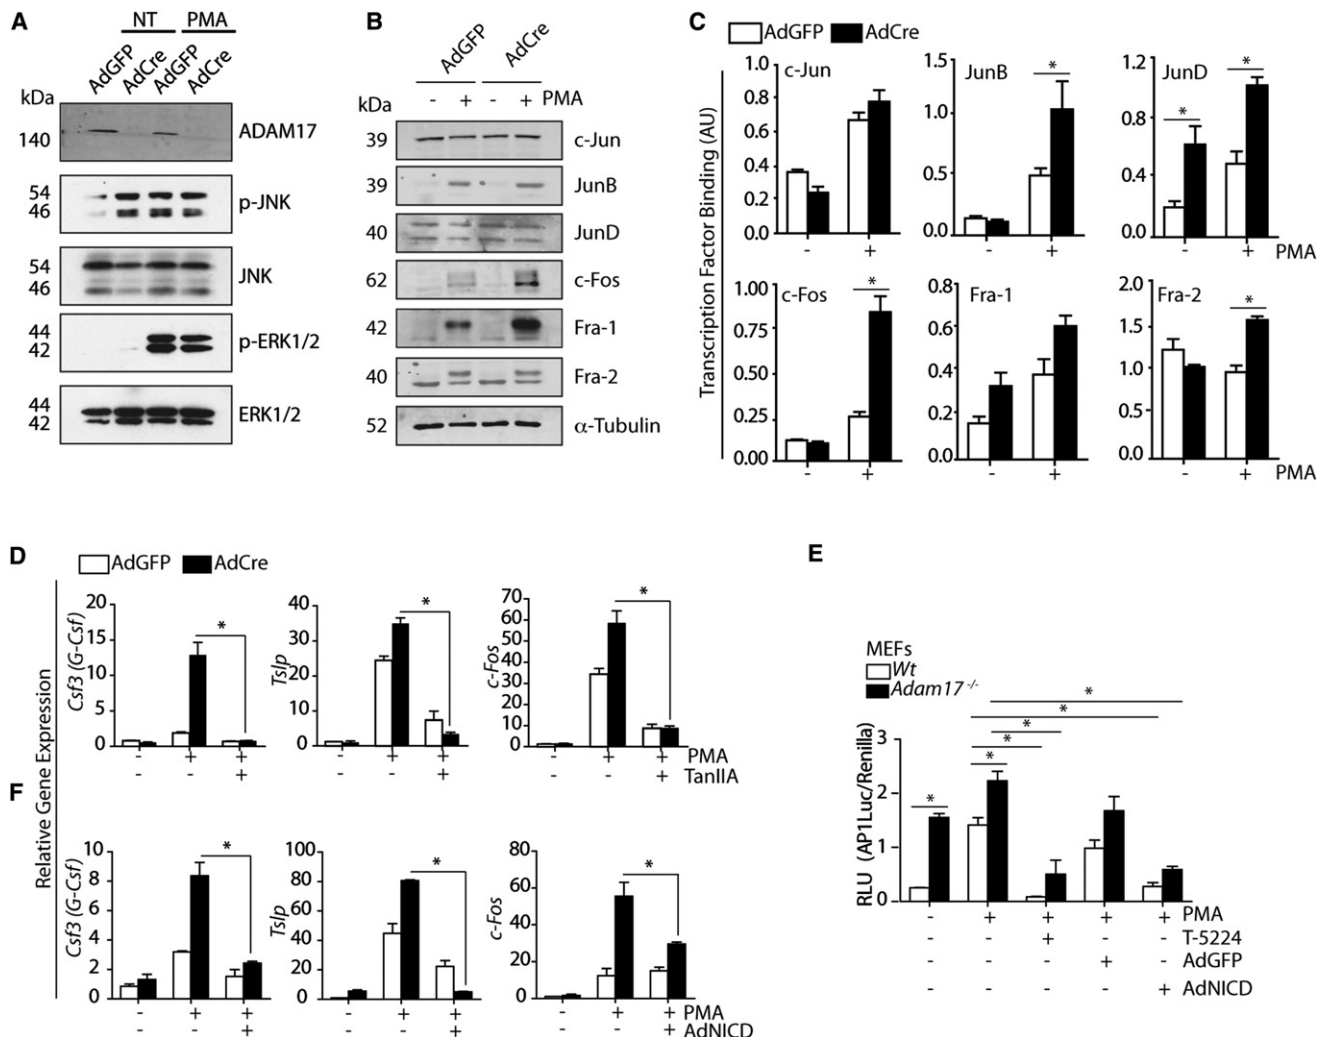 A
NT PMA
AdGFP AdCre AdGFP AdCre
kDa
140 ADAM17
54 p-JNK
46
54 JNK
46
44 p-ERK1/2
42
44 ERK1/2
42
B
AdGFP AdCre
- + - + PMA
kDa
39 c-Jun
39 JunB
40 JunD
62 c-Fos
42 Fra-1
40 Fra-2
52 α-Tubulin
C
AdGFP AdCre
Transcription Factor Binding (AU)
c-Jun
1.0
0.8
0.6
0.4
0.2
0.0
- +
JunB
*
1.5
1.0
0.5
0.0
- +
JunD
* *
1.2
0.8
0.4
0.0
- + PMA
c-Fos
*
1.00
0.75
0.50
0.25
0.00
- +
Fra-1
0.8
0.6
0.4
0.2
0.0
- +
Fra-2
*
2.0
1.5
1.0
0.5
0.0
- + PMA
D
AdGFP AdCre
Relative Gene Expression
Csf3 (G-Csf)
20
15
10
5
0
*
- + +
- +
Tslp
40
30
20
10
0
*
- + +
- +
c-Fos
70
60
50
40
30
20
10
0
*
- + + PMA
- + TanIIA
E
MEFs
Wt
Adam17 -/-
RLU (AP1Luc/Renilla)
3
2
1
0
* * * * * *
- + + + + PMA
- - + - - T-5224
- - - + - AdGFP
- - - - + AdNICD
F
Csf3 (G-Csf)
10
8
6
4
2
0
*
- + +
- +
Tslp
100
80
60
40
20
0
*
- + +
- +
c-Fos
80
60
40
20
0
*
- + + PMA
- + AdNICD